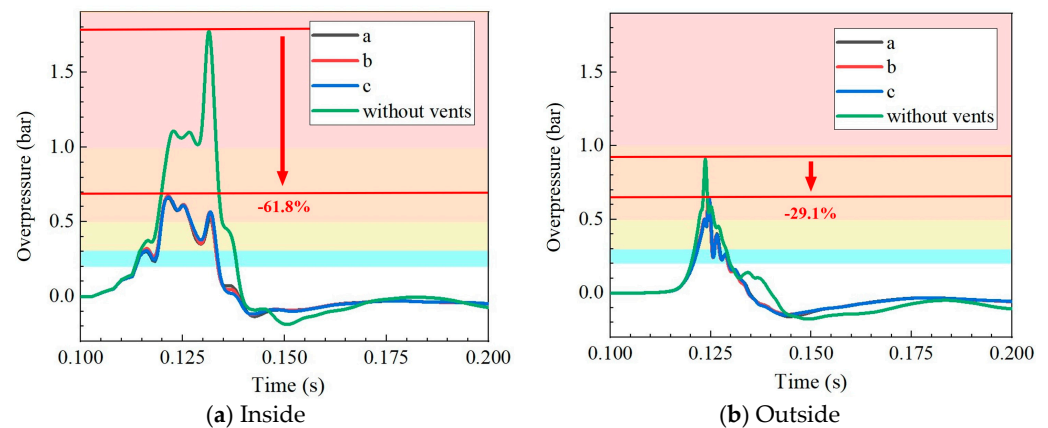 Overpressure (bar)
1.5
1.0
0.5
0.0
a
b
c
without vents
-61.8%
0.100
0.125
0.150
0.175
0.200
Time (s)
(a) Inside
Overpressure (bar)
1.5
1.0
0.5
0.0
a
b
c
without vents
-29.1%
0.100
0.125
0.150
0.175
0.200
Time (s)
(b) Outside